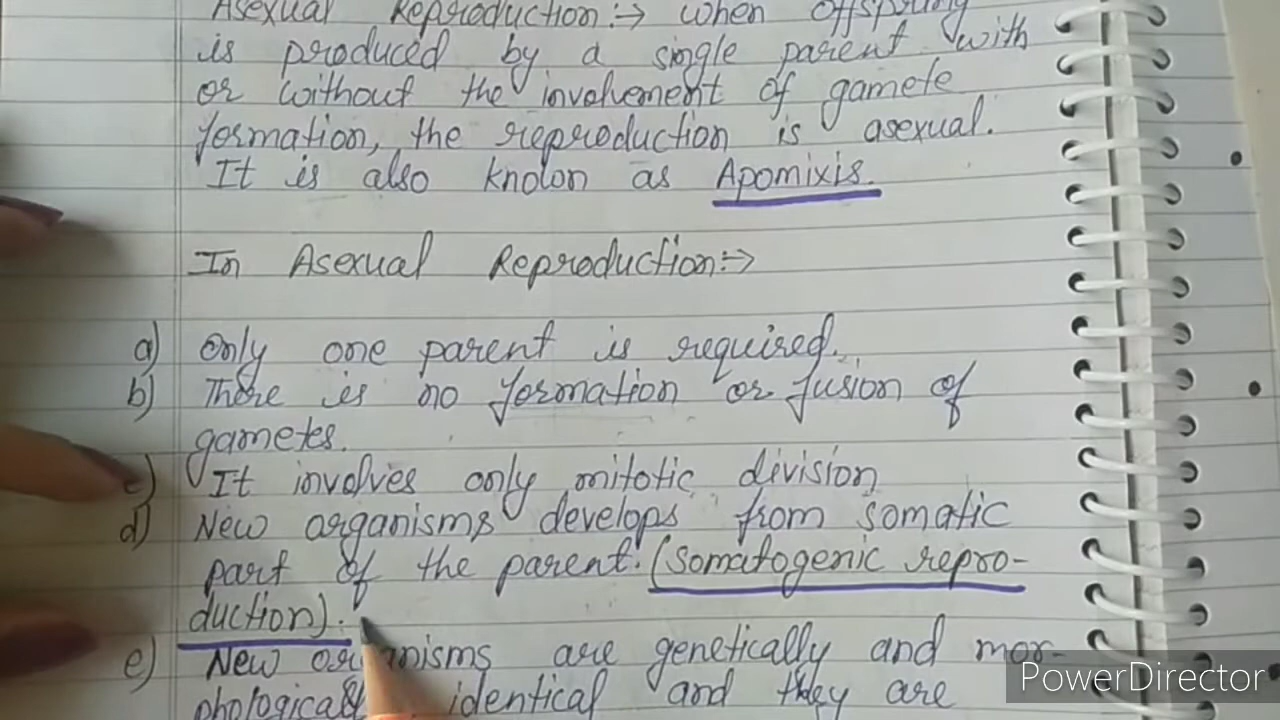 Asexual Reproduction:→ when offspring
is produced by a single parent with
or without the involvement of gamete
formation, the reproduction is asexual.
It is also known as Apomixis.
In Asexual Reproduction:→
a) Only one parent is required.
b) There is no formation or fusion of
gametes.
c) It involves only mitotic division
d) New organisms develops from somatic
part of the parent. (somatogenic repro-
duction).
e) New organisms are genetically and mor-
phologically identical and they are
PowerDirector